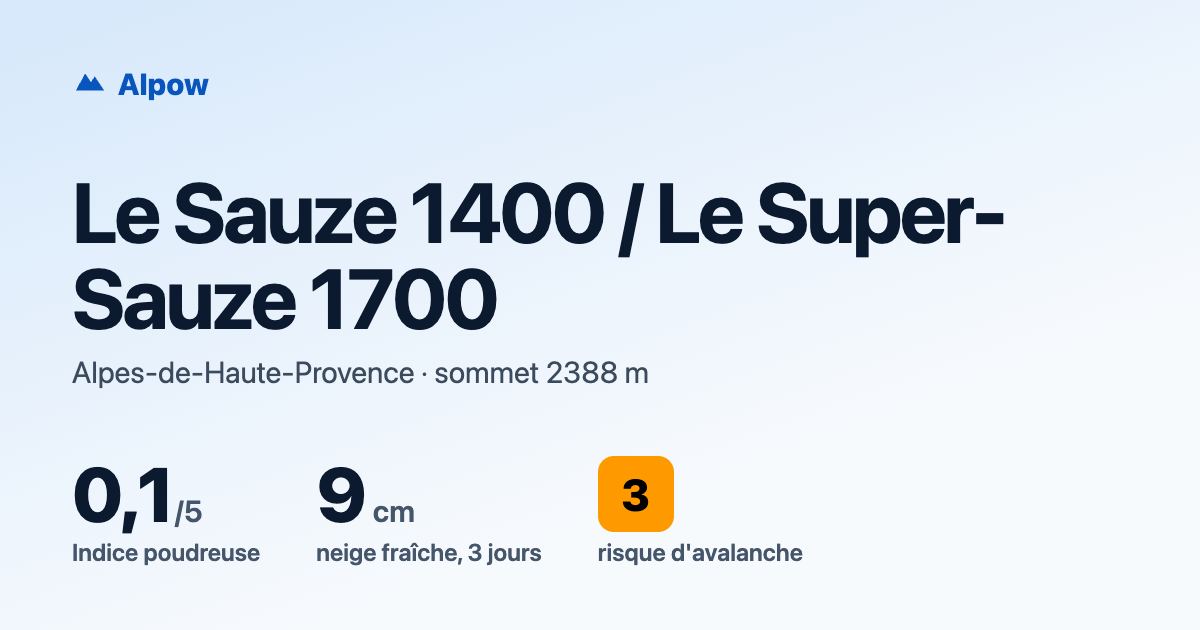 Alpow
Le Sauze 1400 / Le Super-
Sauze 1700
Alpes-de-Haute-Provence · sommet 2388 m
0,1/5
9 cm
3
Indice poudreuse
neige fraîche, 3 jours
risque d'avalanche